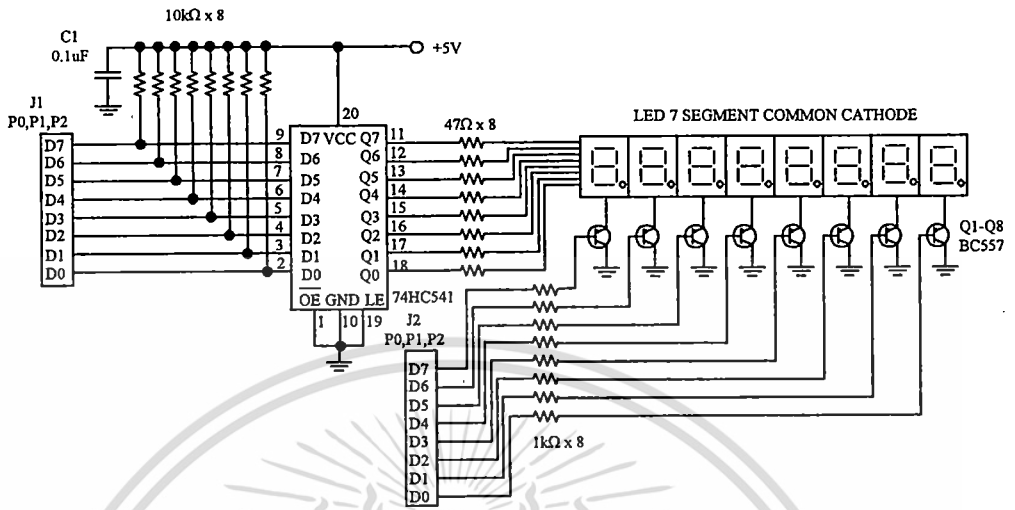 10kΩ x 8
C1
0.1uF
+5V
J1
P0,P1,P2
D7
D6
D5
D4
D3
D2
D1
D0
9
8
7
6
5
4
3
2
20
D7 VCC Q7
D6 Q6
D5 Q5
D4 Q4
D3 Q3
D2 Q2
D1 Q1
D0 Q0
OE GND LE
1 10 19
74HC541
11
12
13
14
15
16
17
18
47Ω x 8
LED 7 SEGMENT COMMON CATHODE
Q1-Q8
BC557
J2
P0,P1,P2
D7
D6
D5
D4
D3
D2
D1
D0
1kΩ x 8